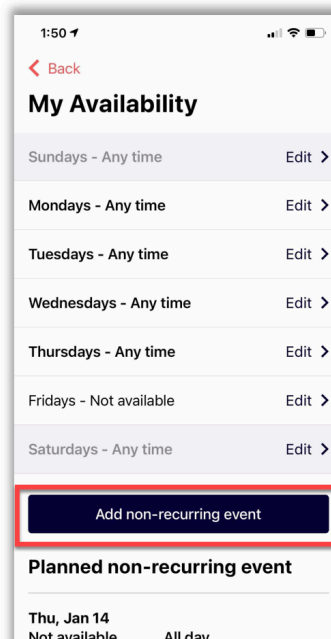 1:50
Back
My Availability
Sundays - Any time Edit
Mondays - Any time Edit
Tuesdays - Any time Edit
Wednesdays - Any time Edit
Thursdays - Any time Edit
Fridays - Not available Edit
Saturdays - Any time Edit
Add non-recurring event
Planned non-recurring event
Thu, Jan 14
Not available All day